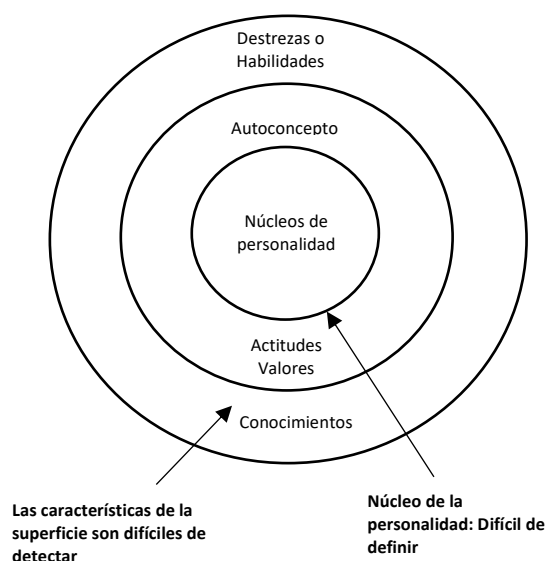 Destrezas o
Habilidades
Autoconcepto
Núcleos de
personalidad
Actitudes
Valores
Conocimientos
Las características de la
superficie son difíciles de
detectar
Núcleo de la
personalidad: Difícil de
definir